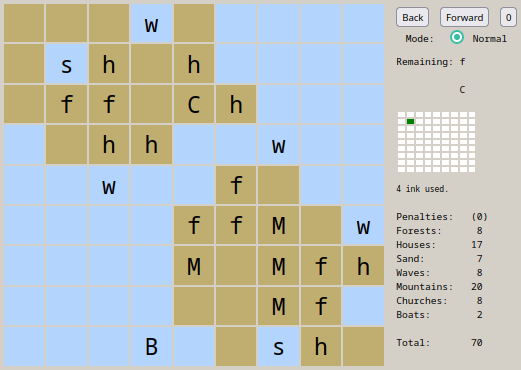 w
s h h
f f C h
h h w
w f
f f M w
M M f h
M f
B s h
Back Forward 0
Mode: Normal
Remaining: f
C
4 ink used.
Penalties: (0)
Forests: 8
Houses: 17
Sand: 7
Waves: 8
Mountains: 20
Churches: 8
Boats: 2
Total: 70